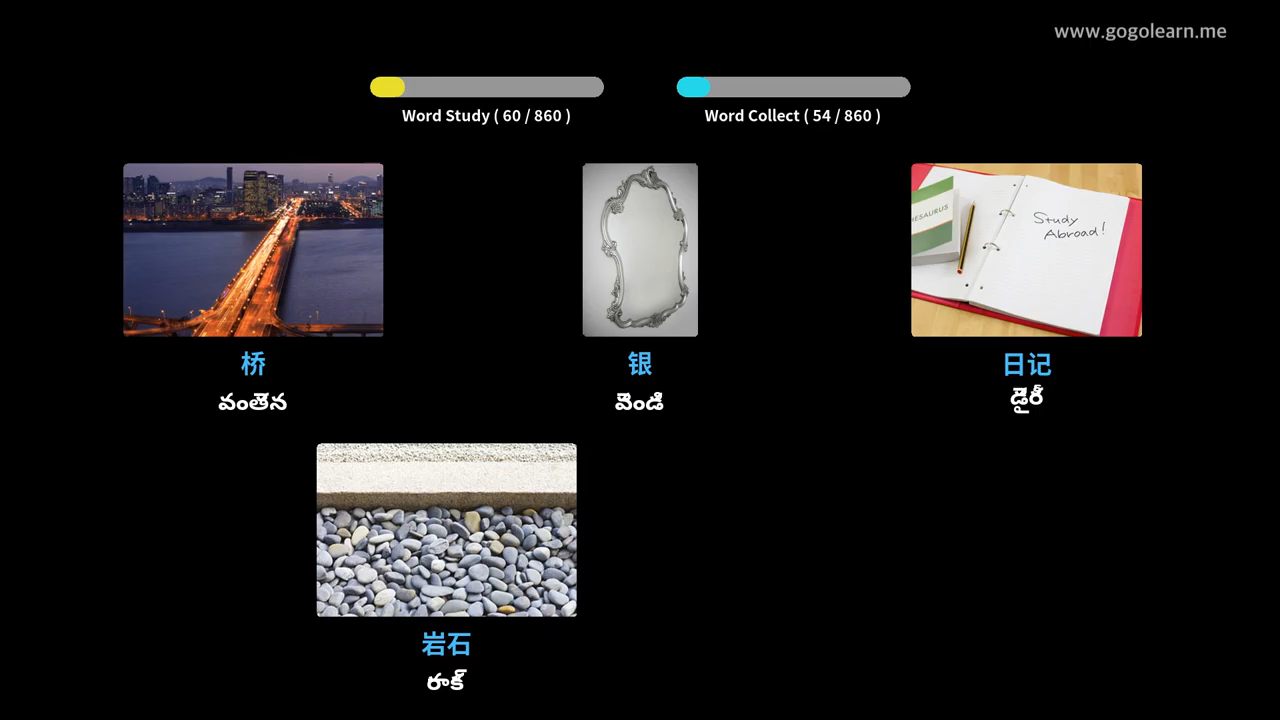 www.gogolearn.me
Word Study ( 60 / 860 )
Word Collect ( 54 / 860 )
THESAURUS
Study
Abroad!
桥
银
日记
వంతెన
వెండి
డైరీ
岩石
రాక్